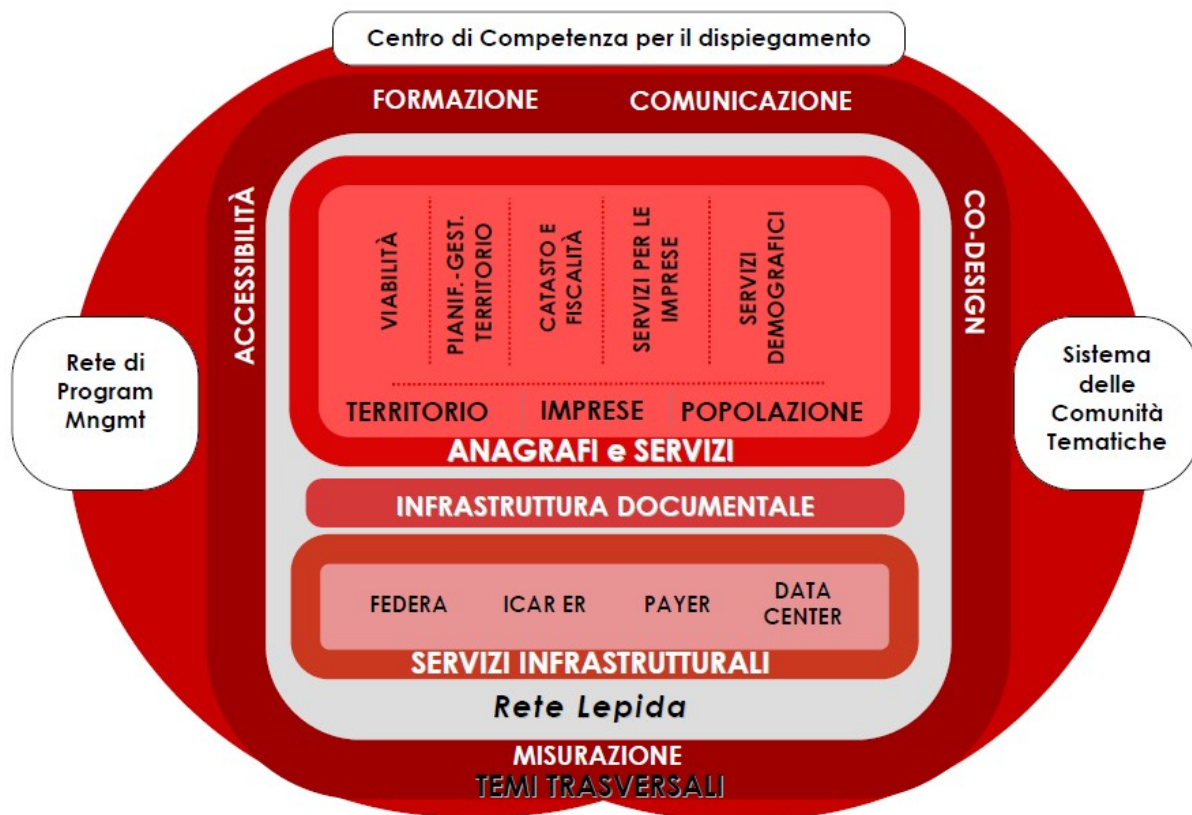 Centro di Competenza per il dispiegamento
FORMAZIONE
COMUNICAZIONE
ACCESSIBILITÀ
CO-DESIGN
Rete di
Program
Mngmt
Sistema
delle
Comunità
Tematiche
VIABILITÀ
PIANIF.-GEST.
TERRITORIO
CATASTO E
FISCALITÀ
SERVIZI PER LE
IMPRESE
SERVIZI
DEMOGRAFICI
TERRITORIO
IMPRESE
POPOLAZIONE
ANAGRAFI e SERVIZI
INFRASTRUTTURA DOCUMENTALE
FEDERA
ICAR ER
PAYER
DATA
CENTER
SERVIZI INFRASTRUTTURALI
Rete Lepida
MISURAZIONE
TEMI TRASVERSALI